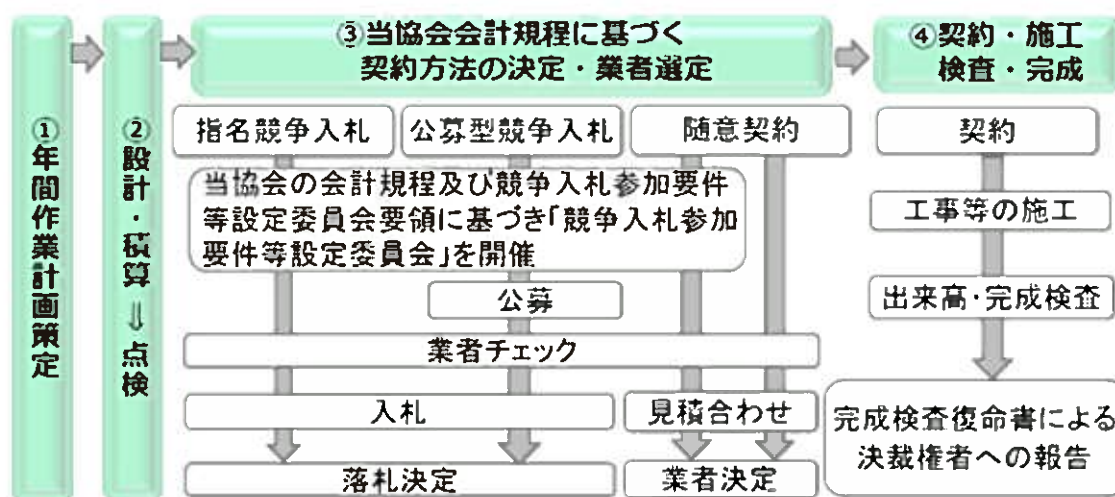 ①年間作業計画策定
②設計・積算⇒点検
③当協会会計規程に基づく
契約方法の決定・業者選定
④契約・施工
検査・完成
指名競争入札
公募型競争入札
随意契約
当協会の会計規程及び競争入札参加要件
等設定委員会要領に基づき「競争入札参加
要件等設定委員会」を開催
公募
業者チェック
入札
見積合わせ
落札決定
業者決定
契約
工事等の施工
出来高・完成検査
完成検査復命書による
決裁権者への報告